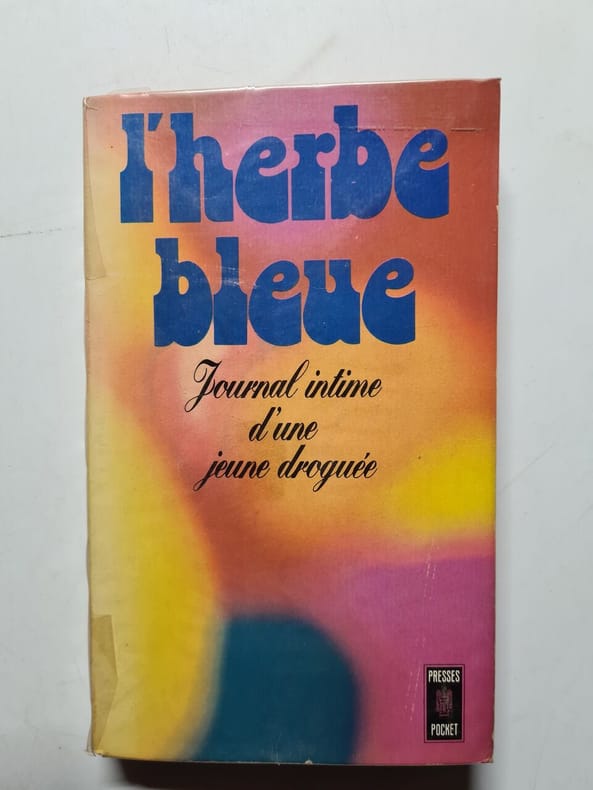 l'herbe
bleue
Journal intime
d'une
jeune droguée
PRESSES
POCKET